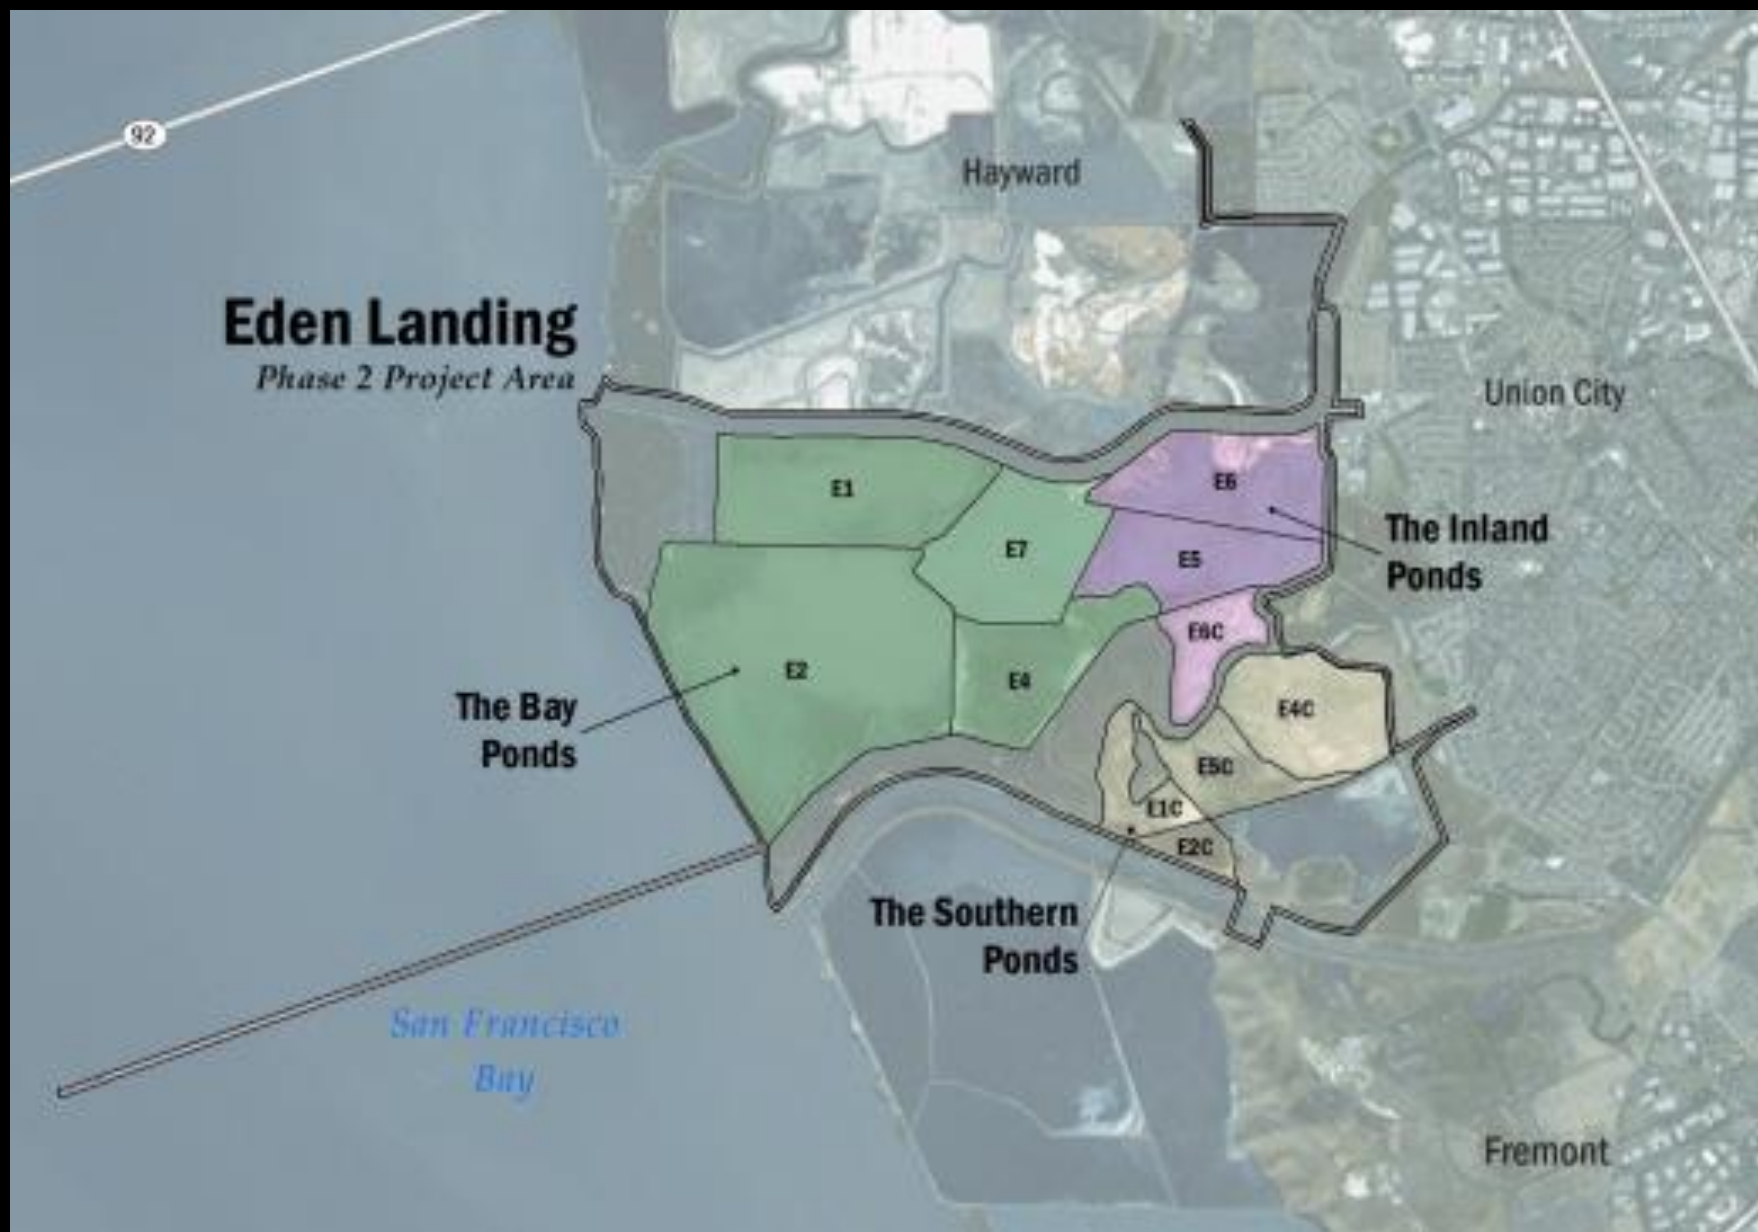 92
Hayward
Eden Landing
Phase 2 Project Area
Union City
E1
E6
E7
E5
The Inland
Ponds
E6C
E2
E4
The Bay
Ponds
E4C
E5C
E1C
E2C
The Southern
Ponds
San Francisco
Bay
Fremont